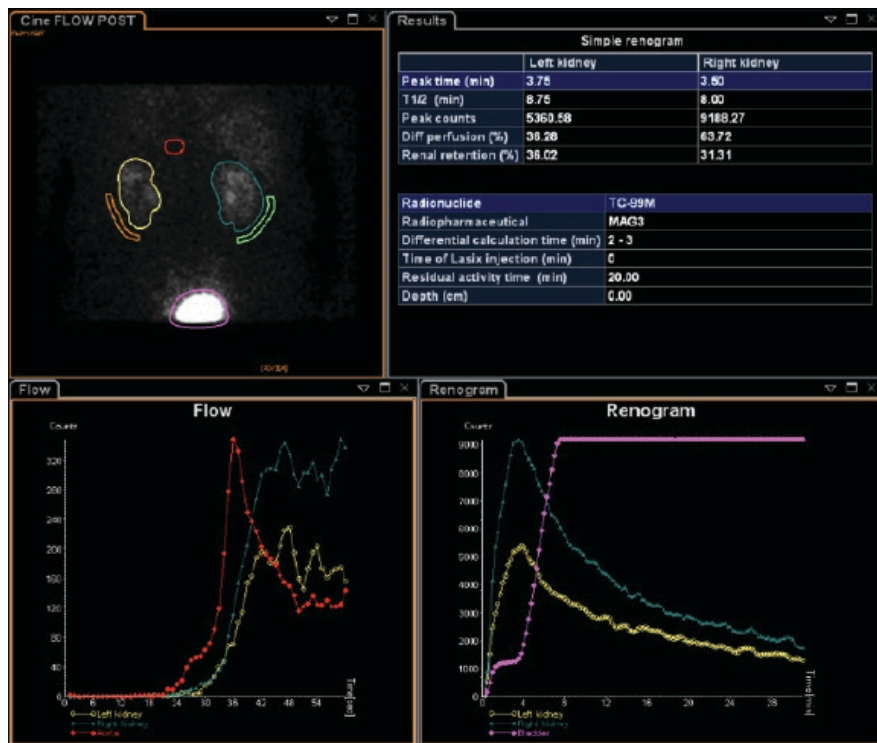 Cine FLOW POST
Results
Simple renogram
Left kidney Right kidney
Peak time (min) 3.75 3.50
T1/2 (min) 8.75 8.00
Peak counts 5360.58 9188.27
Diff perfusion (%) 36.28 63.72
Renal retention (%) 36.02 31.31
Radionuclide TC-99M
Radiopharmaceutical MAG3
Differential calculation time (min) 2 - 3
Time of Lasix injection (min) 0
Residual activity time (min) 20.00
Depth (cm) 0.00
Flow
Flow
Counts
320
280
240
200
160
120
80
40
0
0 6 12 18 24 30 36 42 48 54
Time[sec]
Left kidney
Right kidney
Aorta
Renogram
Renogram
Counts
9000
8000
7000
6000
5000
4000
3000
2000
1000
0
0 4 8 12 16 20 24 28
Time[min]
Left kidney
Right kidney
Bladder